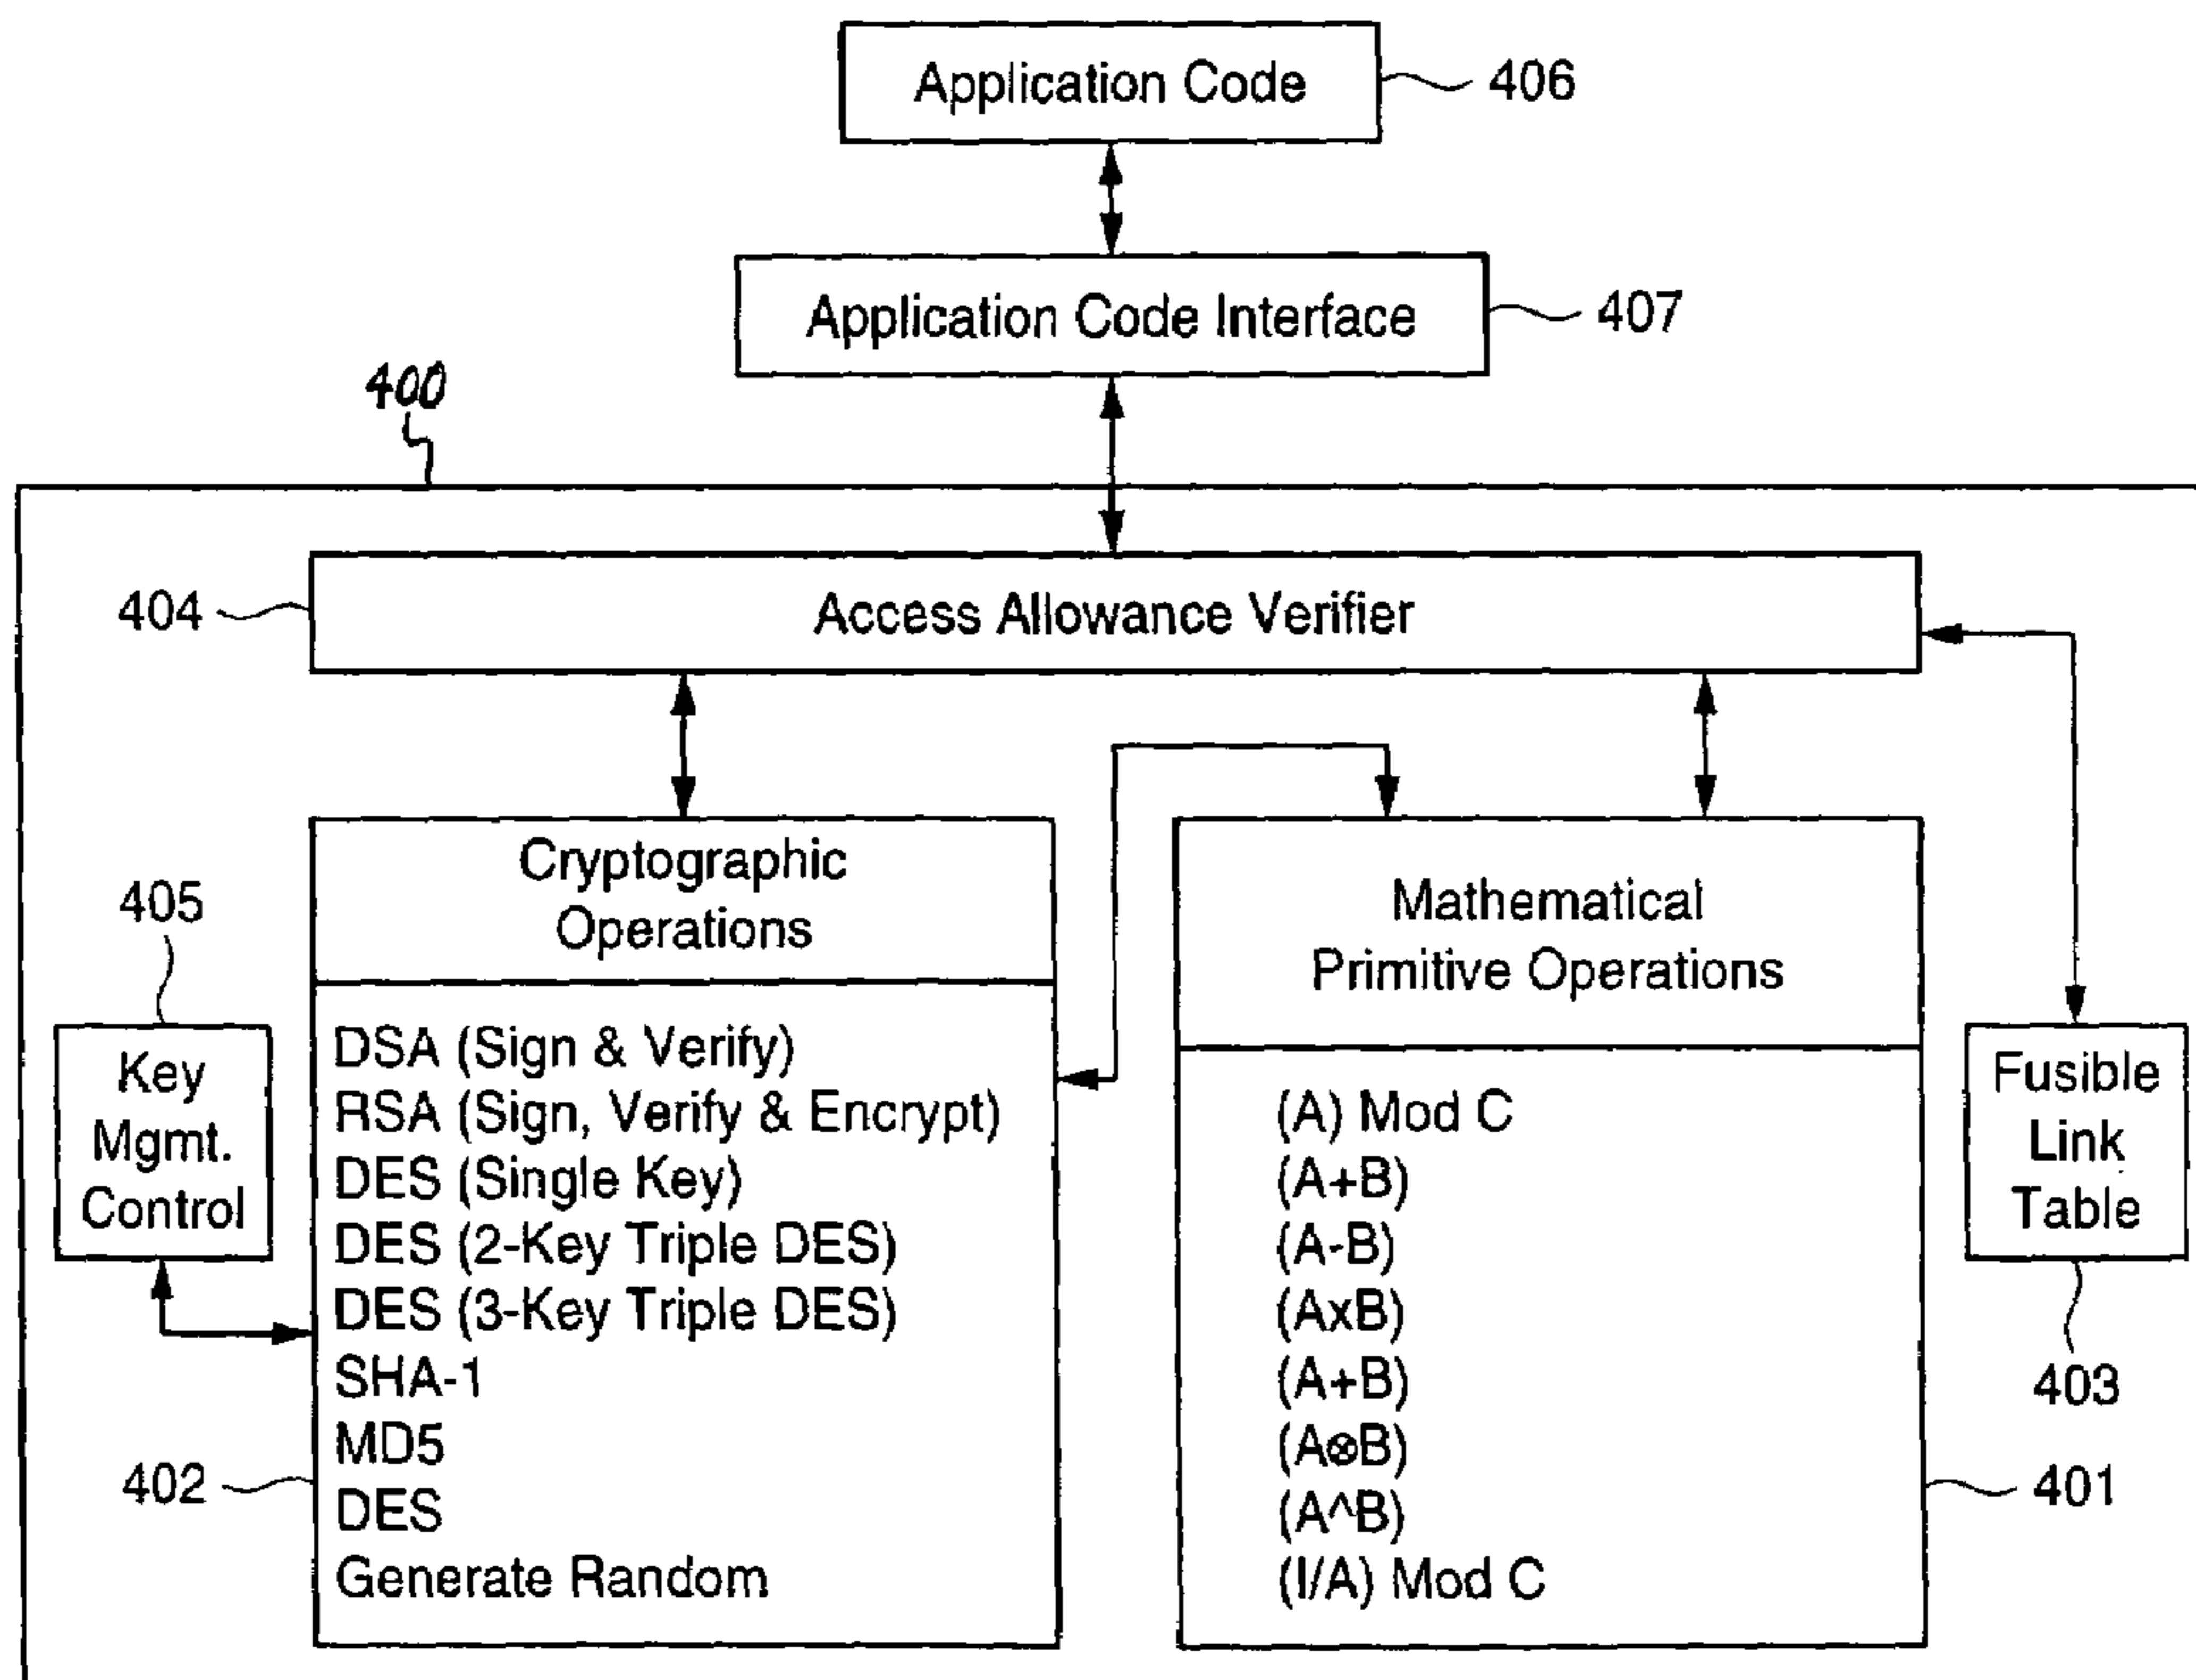 Application Code
406
Application Code Interface
407
400
404
Access Allowance Verifier
Cryptographic
Operations
Mathematical
Primitive Operations
405
Key
Mgmt.
Control
DSA (Sign & Verify)
RSA (Sign, Verify & Encrypt)
DES (Single Key)
DES (2-Key Triple DES)
DES (3-Key Triple DES)
SHA-1
MD5
DES
Generate Random
402
(A) Mod C
(A+B)
(A-B)
(AxB)
(A+B)
(A⊗B)
(A^B)
(I/A) Mod C
401
Fusible
Link
Table
403